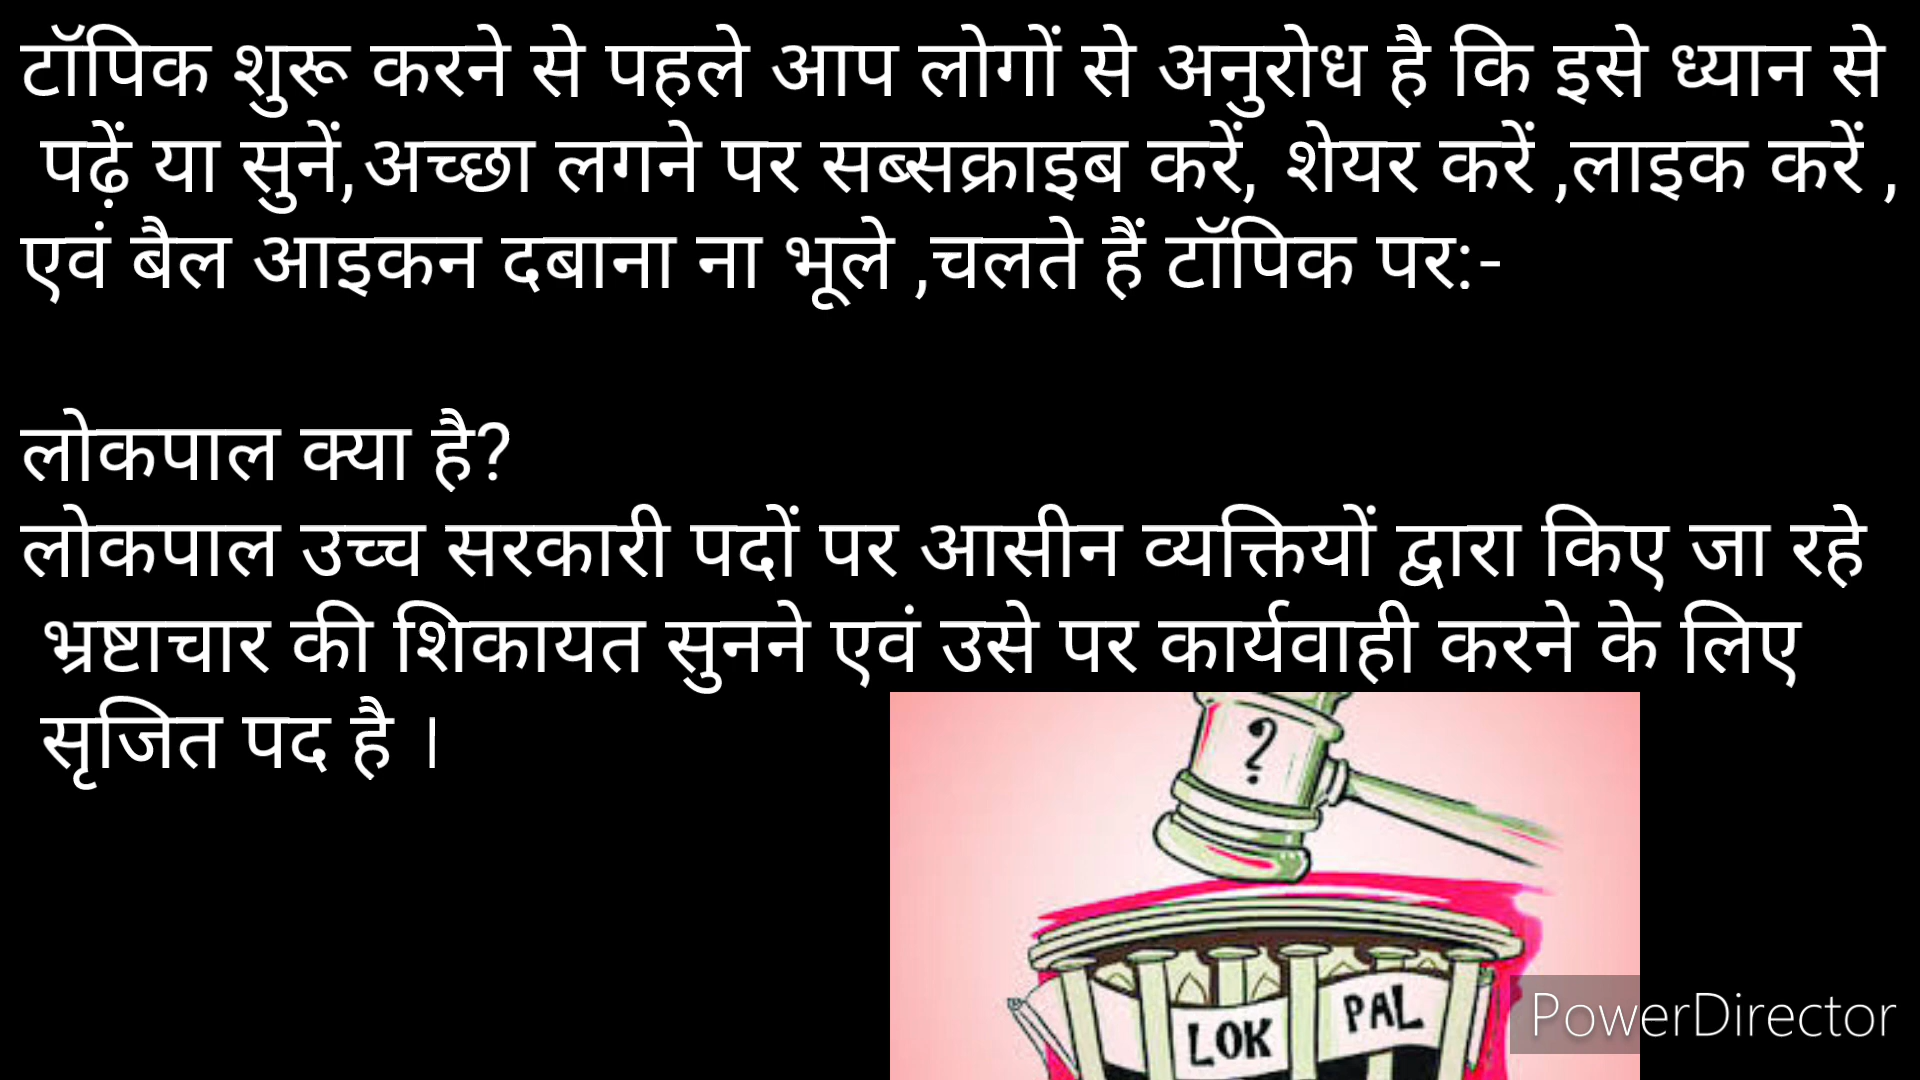 टॉपिक शुरू करने से पहले आप लोगों से अनुरोध है कि इसे ध्यान से
पढ़ें या सुनें,अच्छा लगने पर सब्सक्राइब करें, शेयर करें ,लाइक करें ,
एवं बैल आइकन दबाना ना भूले ,चलते हैं टॉपिक पर:-
लोकपाल क्या है?
लोकपाल उच्च सरकारी पदों पर आसीन व्यक्तियों द्वारा किए जा रहे
भ्रष्टाचार की शिकायत सुनने एवं उसे पर कार्यवाही करने के लिए
सृजित पद है ।
?
LOK PAL
PowerDirector